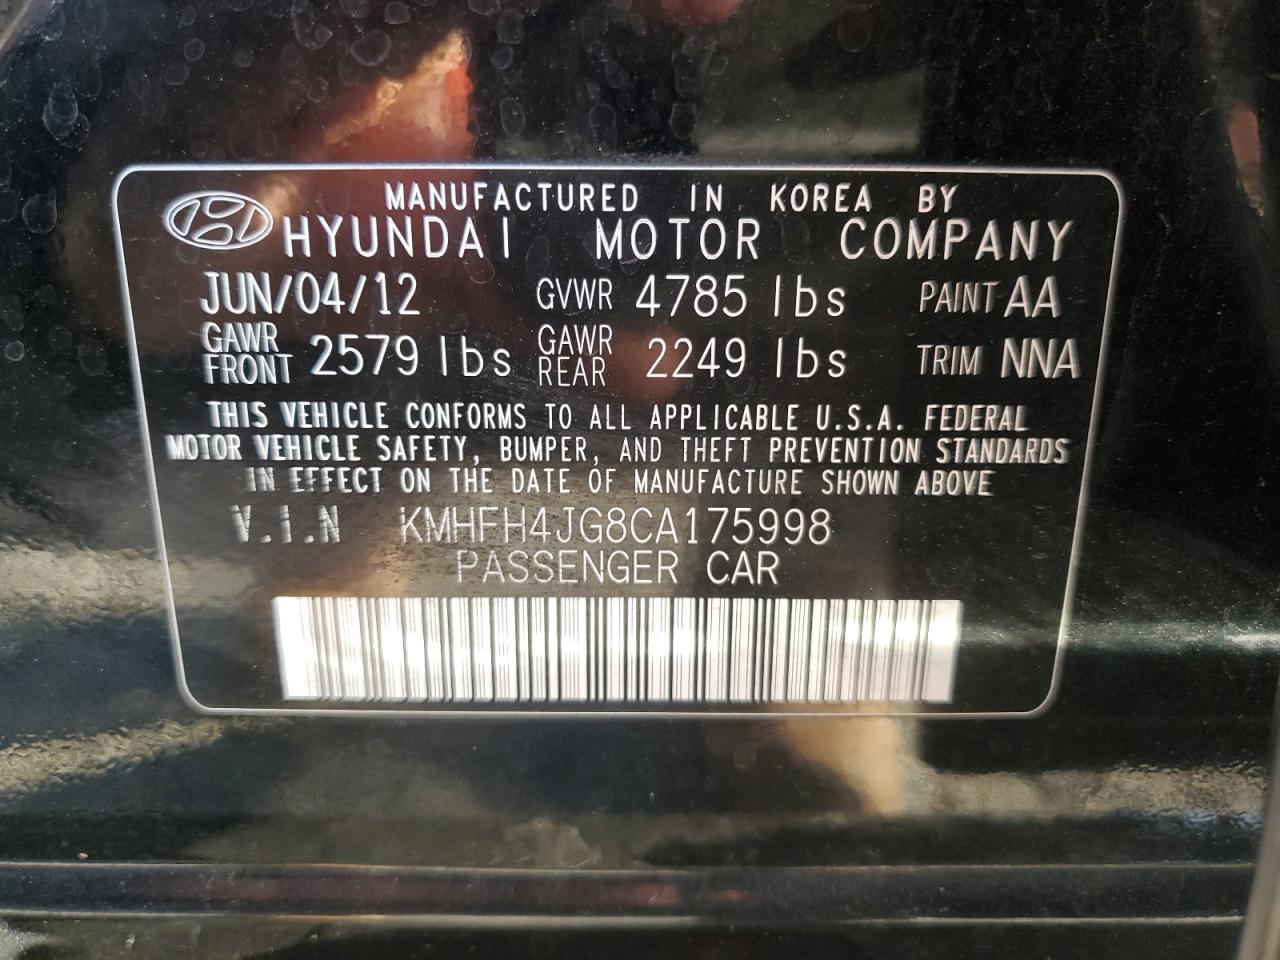 MANUFACTURED IN KOREA BY
HYUNDAI MOTOR COMPANY
JUN/04/12 GVWR 4785 lbs PAINT AA
GAWR FRONT 2579 lbs GAWR REAR 2249 lbs TRIM NNA
THIS VEHICLE CONFORMS TO ALL APPLICABLE U.S.A. FEDERAL
MOTOR VEHICLE SAFETY, BUMPER, AND THEFT PREVENTION STANDARDS
IN EFFECT ON THE DATE OF MANUFACTURE SHOWN ABOVE
V.i.N KMHFH4JG8CA175998
PASSENGER CAR